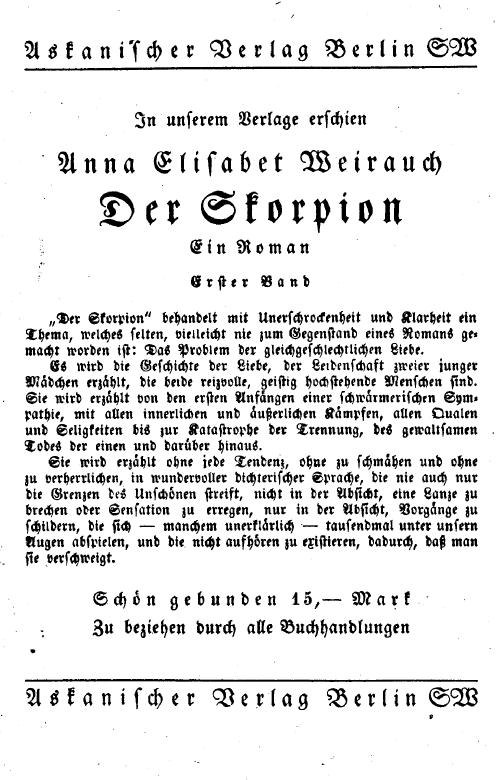 Askanischer Verlag Berlin SW
In unserem Verlage erschien
Anna Elisabet Weirauch
Der Skorpion
Ein Roman
Erster Band
„Der Skorpion“ behandelt mit Unerschrockenheit und Klarheit ein
Thema, welches selten, vielleicht nie zum Gegenstand eines Romans ge-
macht worden ist: Das Problem der gleichgeschlechtlichen Liebe.
Es wird die Geschichte der Liebe, der Leidenschaft zweier junger
Mädchen erzählt, die beide reizvolle, geistig hochstehende Menschen sind.
Sie wird erzählt von den ersten Anfängen einer schwärmerischen Sym-
pathie, mit allen innerlichen und äußerlichen Kämpfen, allen Qualen
und Seligkeiten bis zur Katastrophe der Trennung, des gewaltsamen
Todes der einen und darüber hinaus.
Sie wird erzählt ohne jede Tendenz, ohne zu schmähen und ohne
zu verherrlichen, in wundervoller dichterischer Sprache, die nie auch nur
die Grenzen des Unschönen streift, nicht in der Absicht, eine Lanze zu
brechen oder Sensation zu erregen, nur in der Absicht, Vorgänge zu
schildern, die sich — manchem unerklärlich — tausendmal unter unsern
Augen abspielen, und die nicht aufhören zu existieren, dadurch, daß man
sie verschweigt.
Schön gebunden 15,— Mark
Zu beziehen durch alle Buchhandlungen
Askanischer Verlag Berlin SW